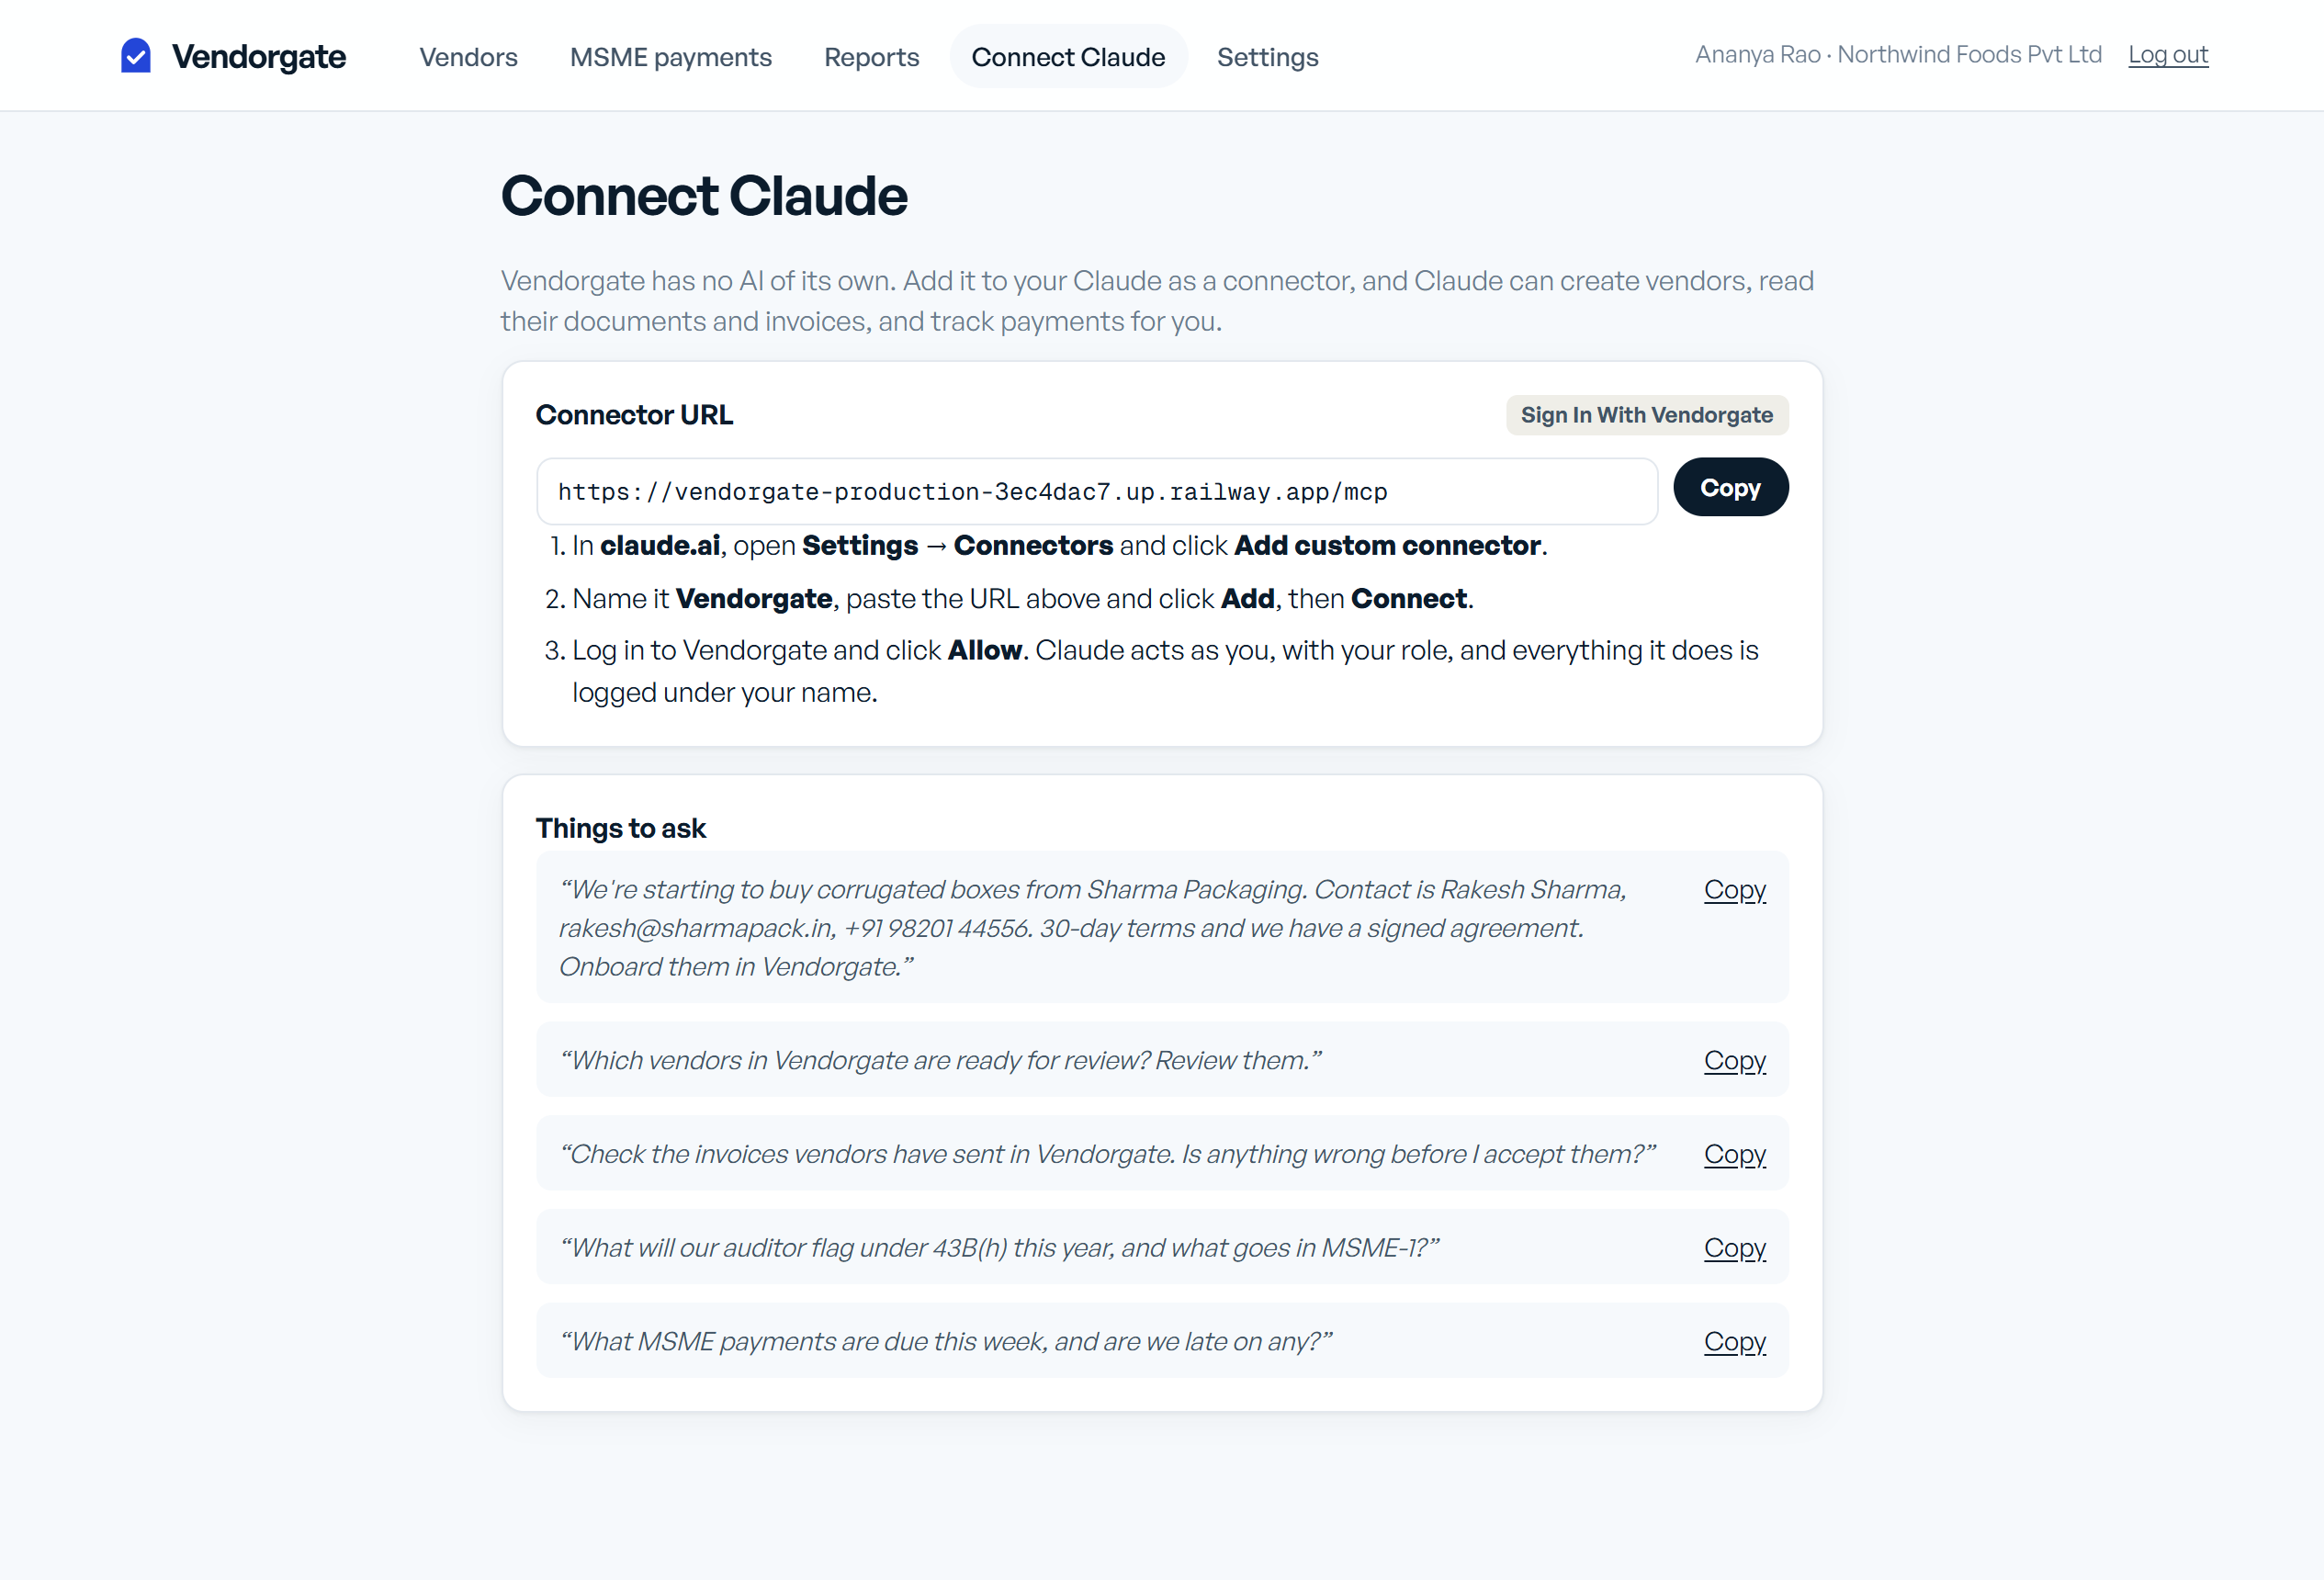 Vendorgate
Vendors
MSME payments
Reports
Connect Claude
Settings
Ananya Rao · Northwind Foods Pvt Ltd
Log out
Connect Claude
Vendorgate has no AI of its own. Add it to your Claude as a connector, and Claude can create vendors, read
their documents and invoices, and track payments for you.
Connector URL
Sign In With Vendorgate
https://vendorgate-production-3ec4dac7.up.railway.app/mcp
Copy
1. In claude.ai, open Settings → Connectors and click Add custom connector.
2. Name it Vendorgate, paste the URL above and click Add, then Connect.
3. Log in to Vendorgate and click Allow. Claude acts as you, with your role, and everything it does is
logged under your name.
Things to ask
“We're starting to buy corrugated boxes from Sharma Packaging. Contact is Rakesh Sharma,
rakesh@sharmapack.in, +91 98201 44556. 30-day terms and we have a signed agreement.
Onboard them in Vendorgate.”
Copy
“Which vendors in Vendorgate are ready for review? Review them.”
Copy
“Check the invoices vendors have sent in Vendorgate. Is anything wrong before I accept them?”
Copy
“What will our auditor flag under 43B(h) this year, and what goes in MSME-1?”
Copy
“What MSME payments are due this week, and are we late on any?”
Copy